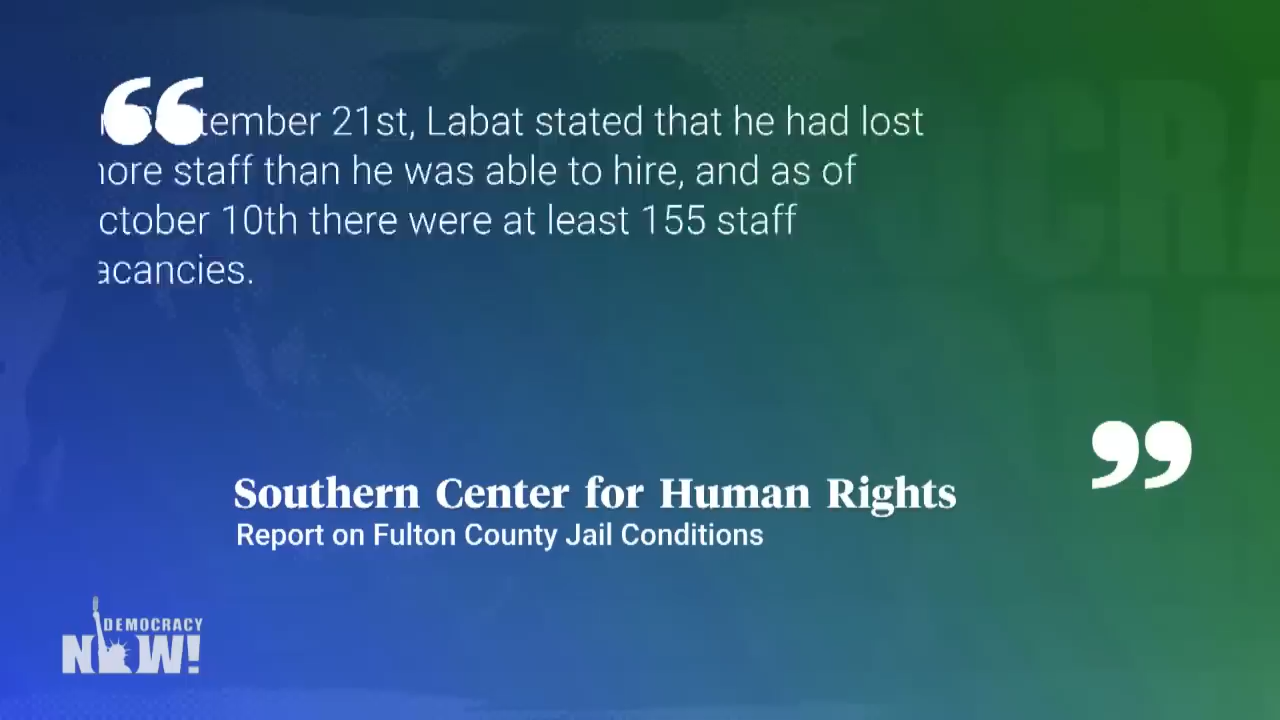 tember 21st, Labat stated that he had lost
ore staff than he was able to hire, and as of
ctober 10th there were at least 155 staff
acancies.
Southern Center for Human Rights
Report on Fulton County Jail Conditions
DEMOCRACY
NOW!